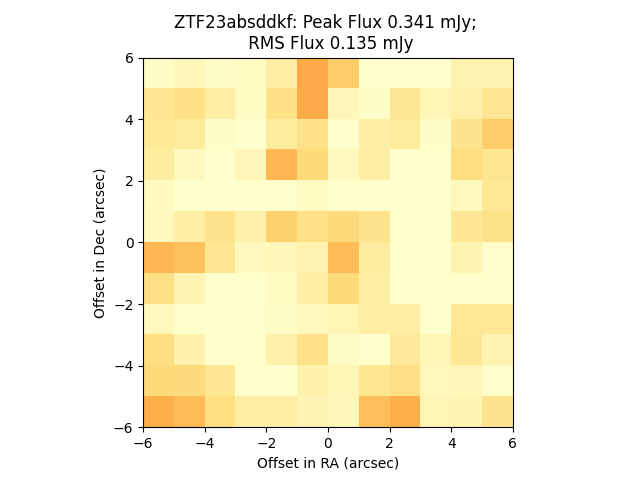 ZTF23absddkf: Peak Flux 0.341 mJy;
RMS Flux 0.135 mJy
6
4
2
0
−2
−4
−6
Offset in Dec (arcsec)
−6 −4 −2 0 2 4 6
Offset in RA (arcsec)